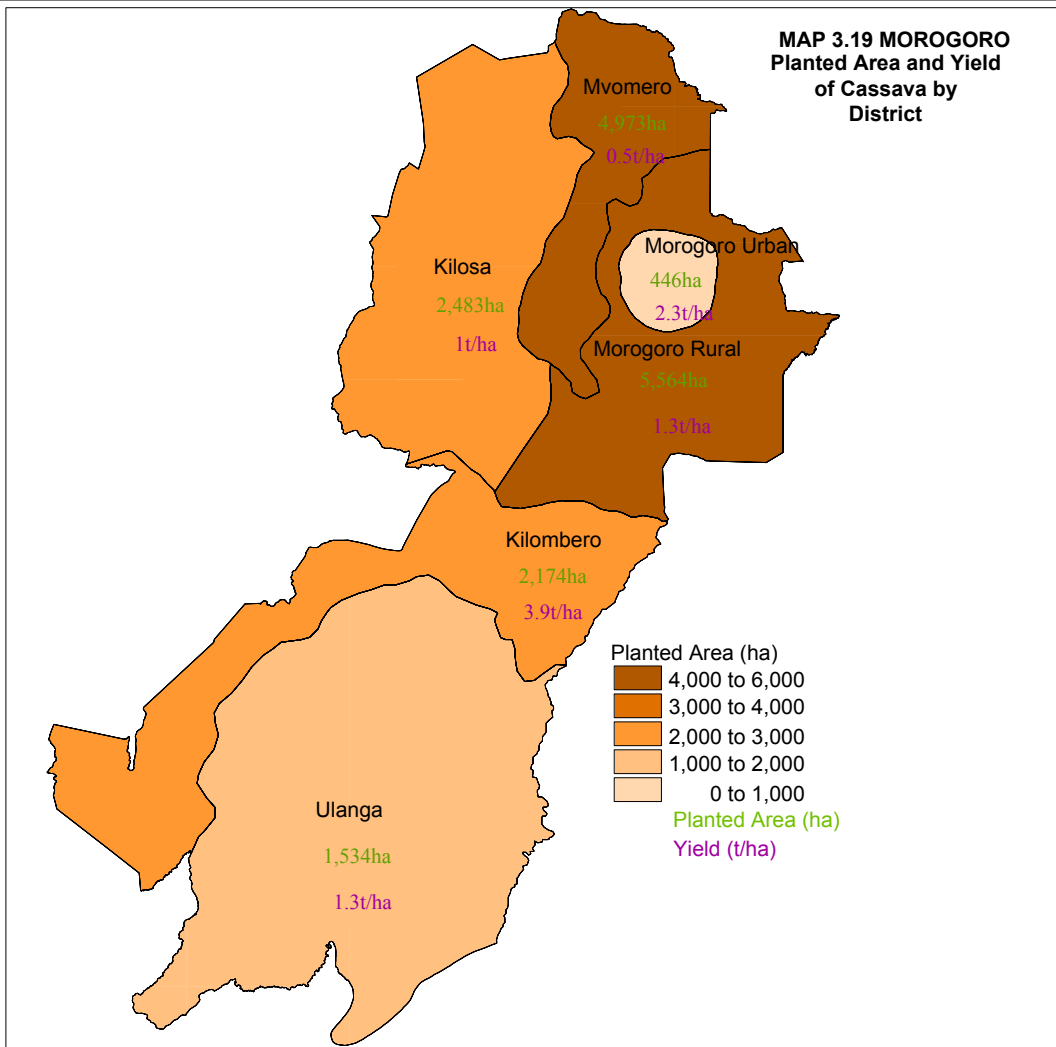 MAP 3.19 MOROGORO
Planted Area and Yield
of Cassava by
District
Mvomero
4,973ha
0.5t/ha
Morogoro Urban
446ha
2.3t/ha
Kilosa
2,483ha
1t/ha
Morogoro Rural
5,564ha
1.3t/ha
Kilombero
2,174ha
3.9t/ha
Ulanga
1,534ha
1.3t/ha
Planted Area (ha)
4,000 to 6,000
3,000 to 4,000
2,000 to 3,000
1,000 to 2,000
0 to 1,000
Planted Area (ha)
Yield (t/ha)